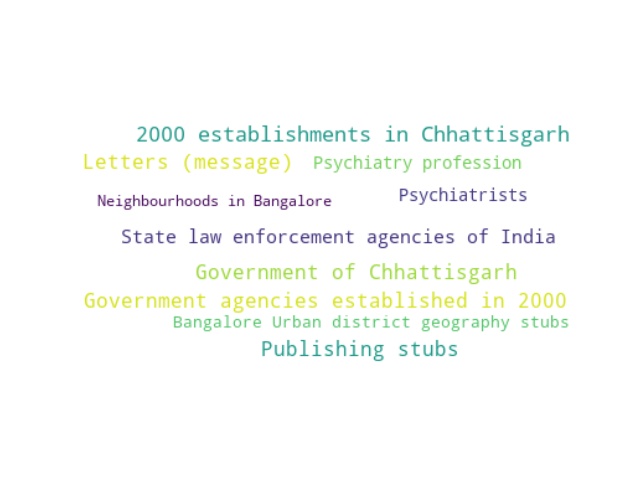 2000 establishments in Chhattisgarh
Letters (message) Psychiatry profession
Neighbourhoods in Bangalore Psychiatrists
State law enforcement agencies of India
Government of Chhattisgarh
Government agencies established in 2000
Bangalore Urban district geography stubs
Publishing stubs